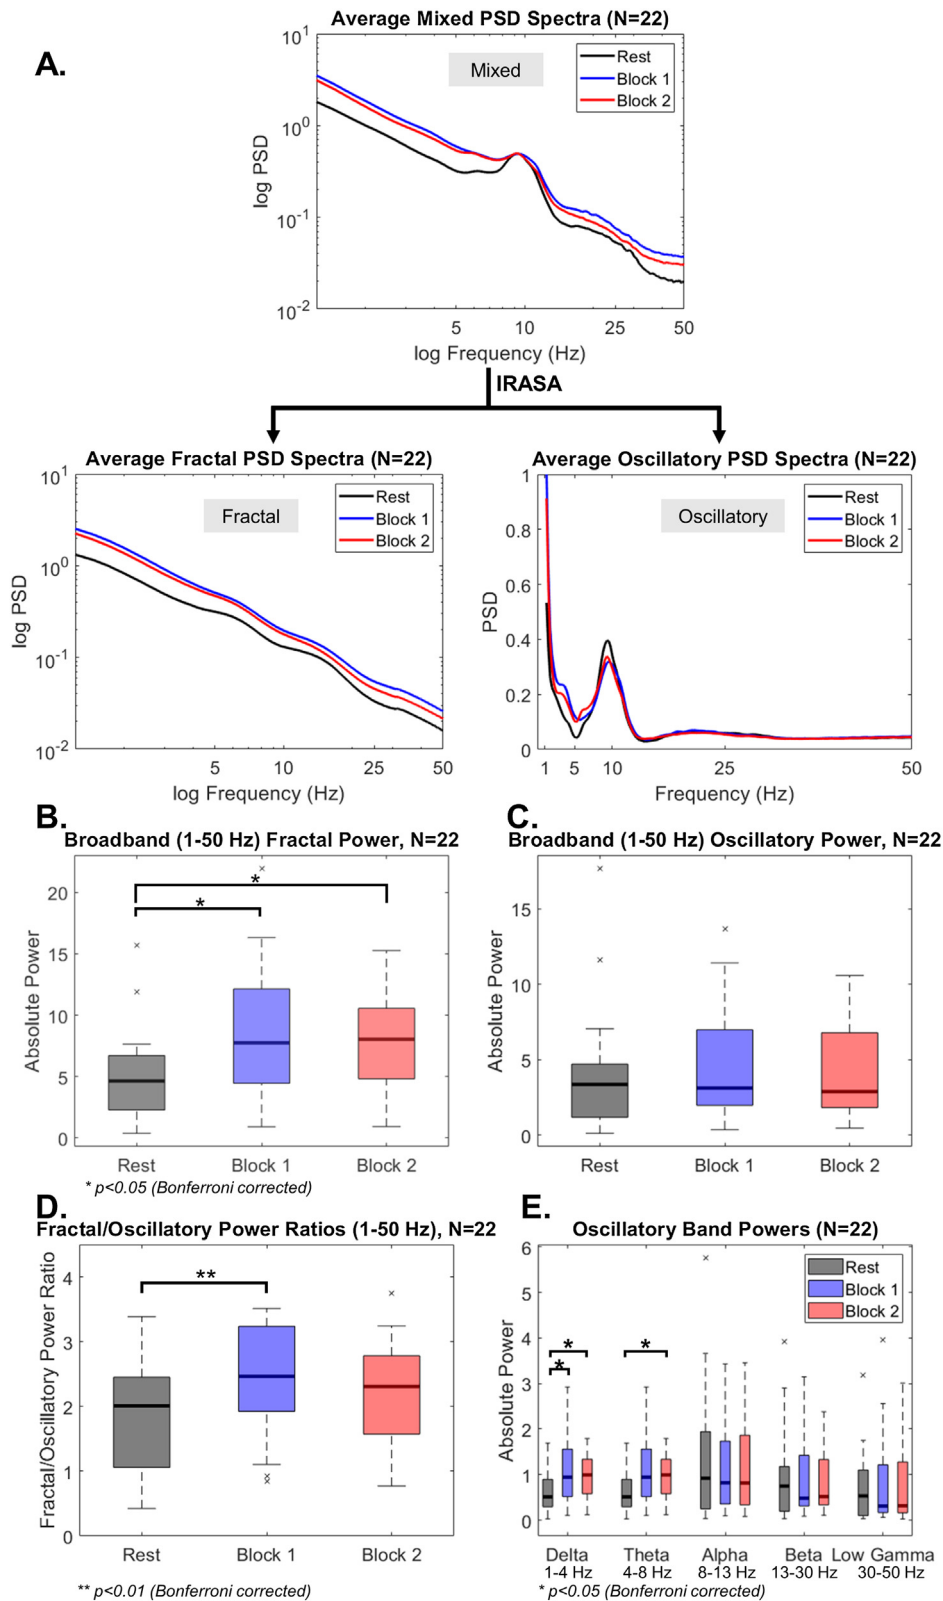 Average Mixed PSD Spectra (N=22)
A.
10^1
10^0
10^-1
10^-2
log PSD
Mixed
Rest
Block 1
Block 2
5
10
25
50
log Frequency (Hz)
IRASA
Average Fractal PSD Spectra (N=22)
10^1
10^0
10^-1
10^-2
log PSD
Fractal
Rest
Block 1
Block 2
5
10
25
50
log Frequency (Hz)
Average Oscillatory PSD Spectra (N=22)
1
0.8
0.6
0.4
0.2
0
PSD
Oscillatory
Rest
Block 1
Block 2
1
5
10
25
50
Frequency (Hz)
B.
Broadband (1-50 Hz) Fractal Power, N=22
20
15
10
5
0
Absolute Power
*
*
Rest
Block 1
Block 2
* p<0.05 (Bonferroni corrected)
C.
Broadband (1-50 Hz) Oscillatory Power, N=22
15
10
5
0
Absolute Power
Rest
Block 1
Block 2
D.
Fractal/Oscillatory Power Ratios (1-50 Hz), N=22
4
3
2
1
0
Fractal/Oscillatory Power Ratio
**
Rest
Block 1
Block 2
** p<0.01 (Bonferroni corrected)
E.
Oscillatory Band Powers (N=22)
6
5
4
3
2
1
0
Absolute Power
Rest
Block 1
Block 2
*
*
*
Delta
Theta
Alpha
Beta
Low Gamma
1-4 Hz
4-8 Hz
8-13 Hz
13-30 Hz
30-50 Hz
* p<0.05 (Bonferroni corrected)